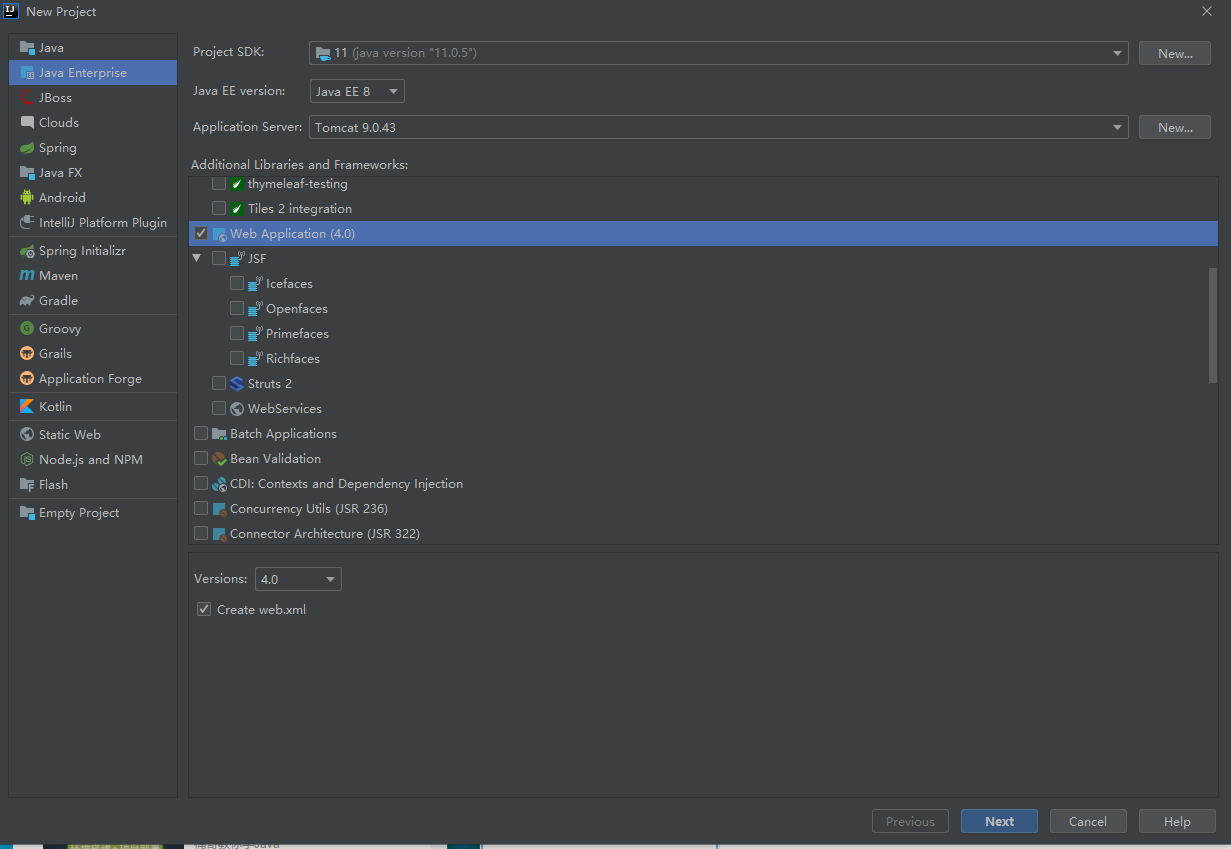 New Project
Java
Java Enterprise
JBoss
Clouds
Spring
Java FX
Android
IntelliJ Platform Plugin
Spring Initializr
Maven
Gradle
Groovy
Grails
Application Forge
Kotlin
Static Web
Node.js and NPM
Flash
Empty Project
Project SDK: 11 (java version "11.0.5") New...
Java EE version: Java EE 8
Application Server: Tomcat 9.0.43 New...
Additional Libraries and Frameworks:
thymeleaf-testing
Tiles 2 integration
Web Application (4.0)
JSF
Icefaces
Openfaces
Primefaces
Richfaces
Struts 2
WebServices
Batch Applications
Bean Validation
CDI: Contexts and Dependency Injection
Concurrency Utils (JSR 236)
Connector Architecture (JSR 322)
Versions: 4.0
Create web.xml
Previous Next Cancel Help